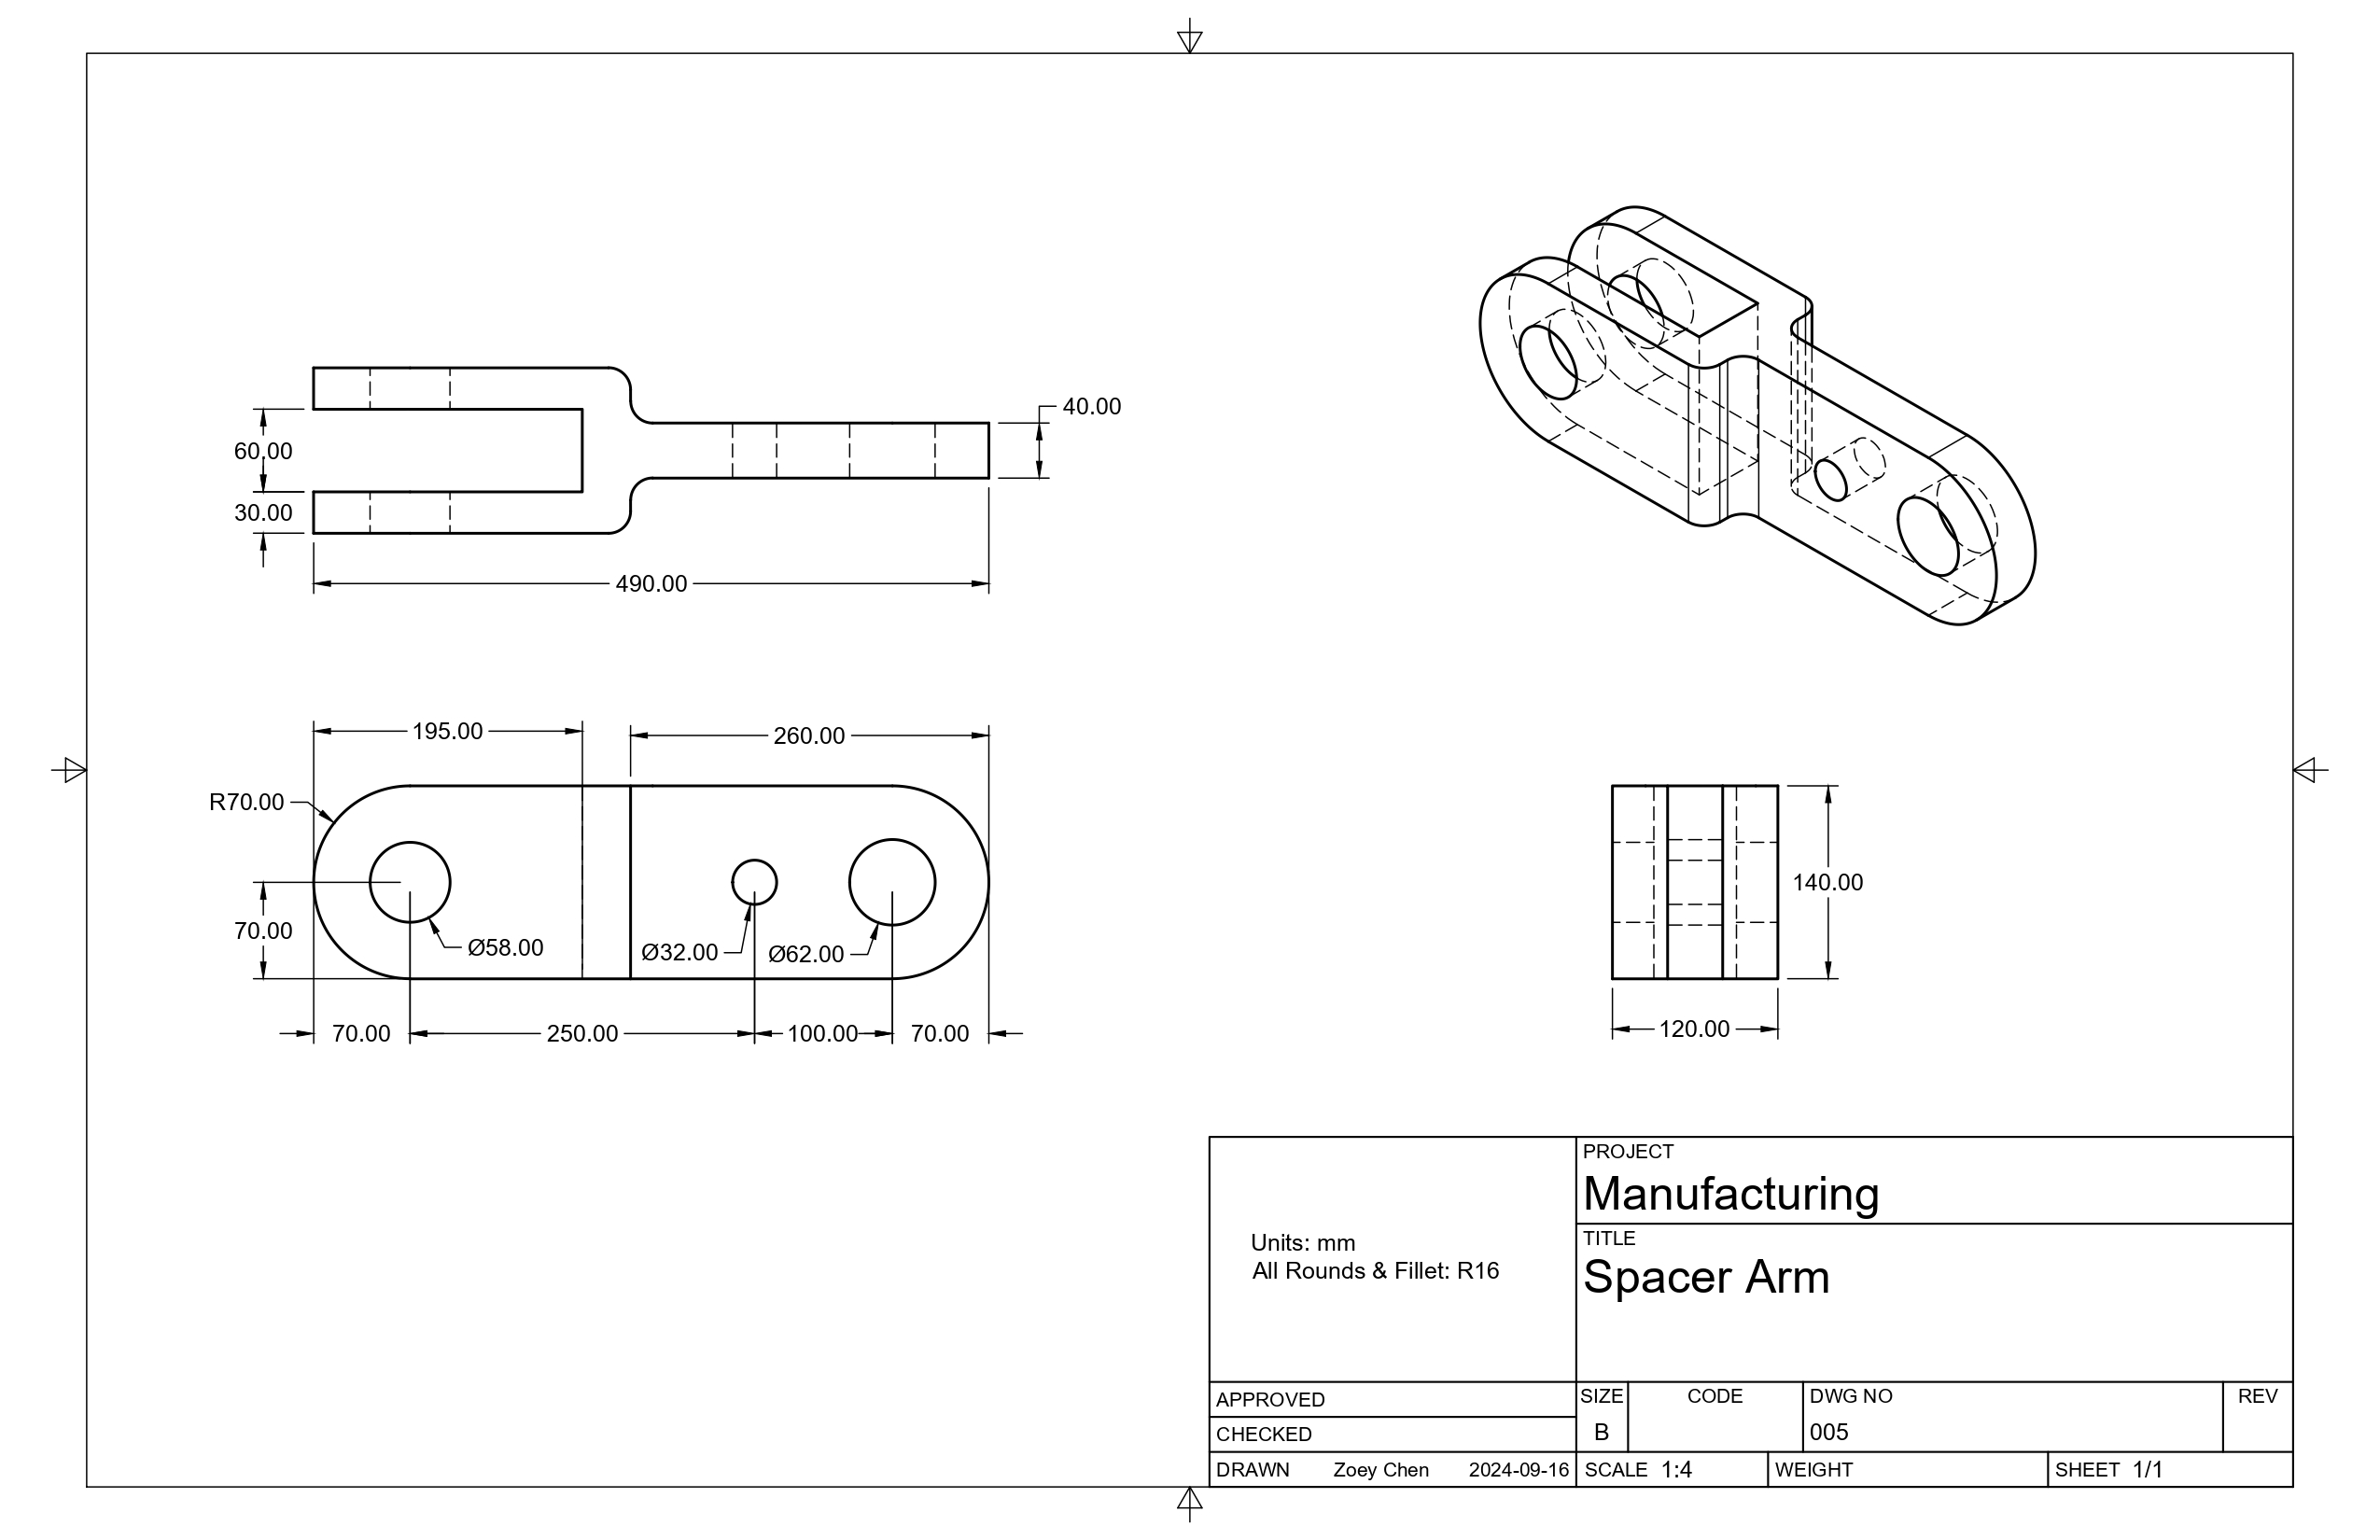 40.00
60.00
30.00
490.00
195.00
260.00
R70.00
70.00
Ø58.00
Ø32.00
Ø62.00
140.00
70.00
250.00
100.00
70.00
120.00
Units: mm
All Rounds & Fillet: R16
PROJECT
Manufacturing
TITLE
Spacer Arm
APPROVED
CHECKED
SIZE
B
CODE
DWG NO
005
REV
DRAWN Zoey Chen 2024-09-16
SCALE 1:4
WEIGHT
SHEET 1/1